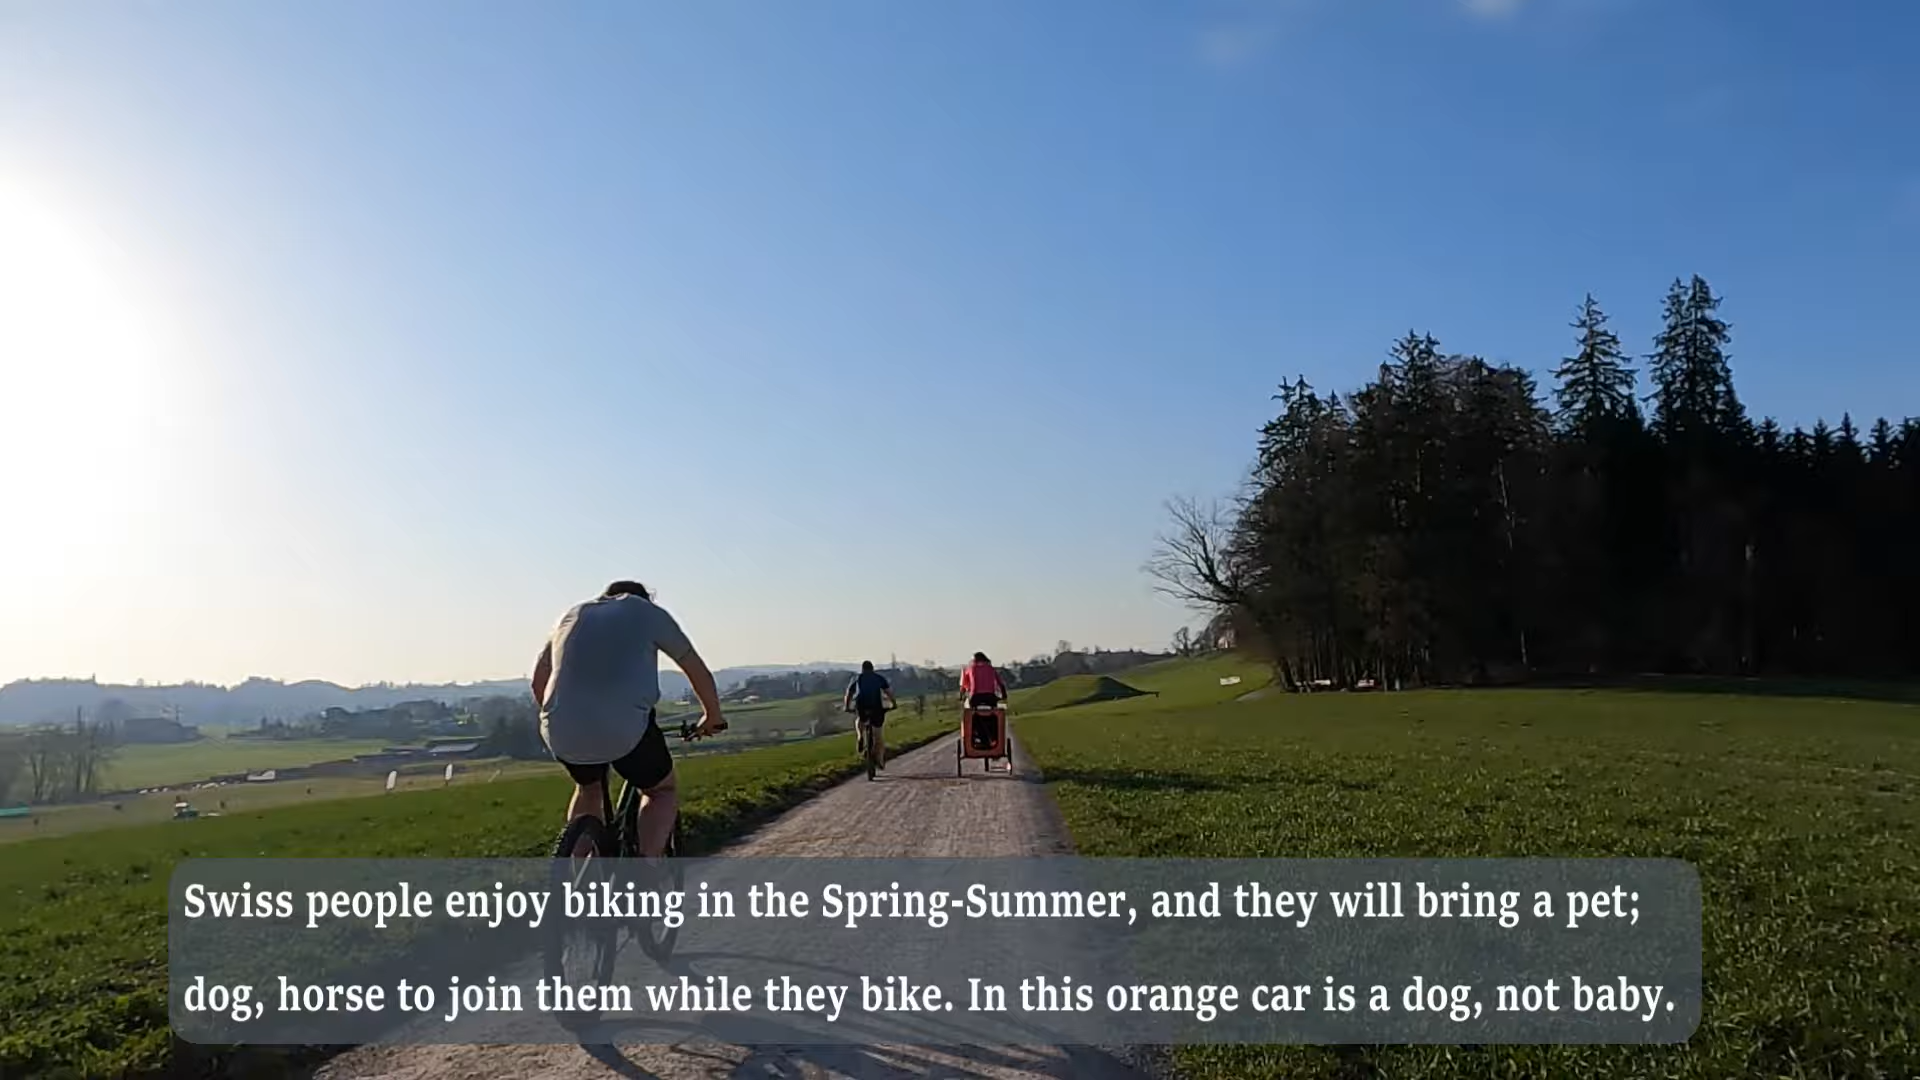 Swiss people enjoy biking in the Spring-Summer, and they will bring a pet;
dog, horse to join them while they bike. In this orange car is a dog, not baby.